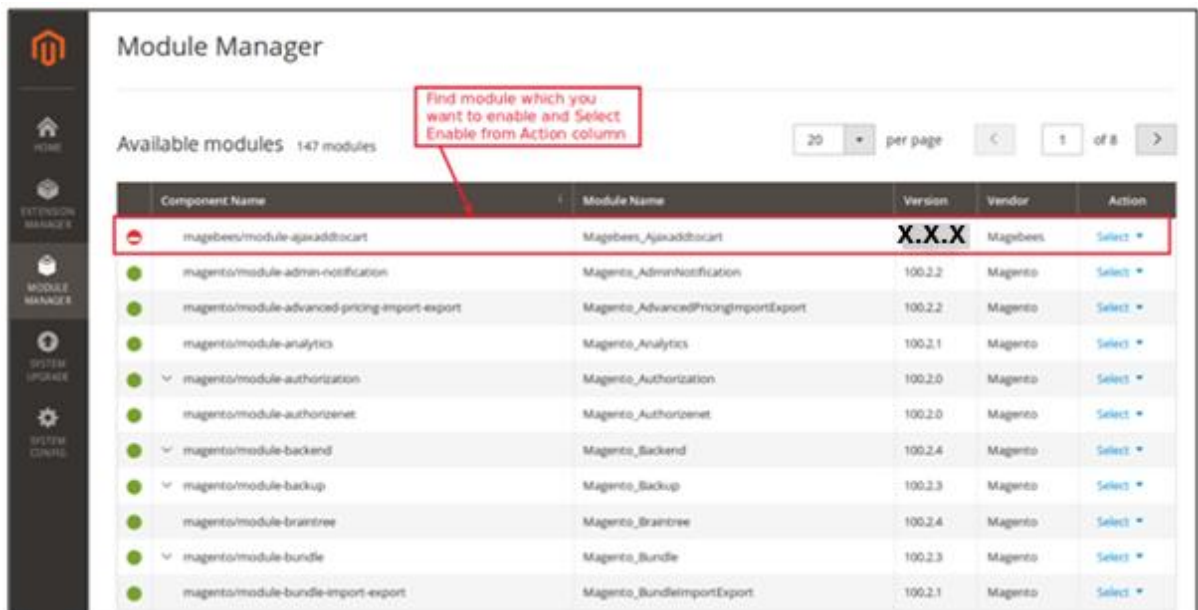 Module Manager
Find module which you
want to enable and Select
Enable from Action column
Available modules 147 modules
20 per page 1 of 8
HOME
EXTENSION
MANAGER
MODULE
MANAGER
SYSTEM
UPGRADE
SYSTEM
CONFIG
Component Name Module Name Version Vendor Action
magebees/module-ajaxaddtocart Magebees_Ajaxaddtocart X.X.X Magebees Select
magento/module-admin-notification Magento_AdminNotification 100.2.2 Magento Select
magento/module-advanced-pricing-import-export Magento_AdvancedPricingImportExport 100.2.2 Magento Select
magento/module-analytics Magento_Analytics 100.2.1 Magento Select
magento/module-authorization Magento_Authorization 100.2.0 Magento Select
magento/module-authorizenet Magento_Authorizenet 100.2.0 Magento Select
magento/module-backend Magento_Backend 100.2.4 Magento Select
magento/module-backup Magento_Backup 100.2.3 Magento Select
magento/module-braintree Magento_Braintree 100.2.4 Magento Select
magento/module-bundle Magento_Bundle 100.2.3 Magento Select
magento/module-bundle-import-export Magento_BundleImportExport 100.2.1 Magento Select